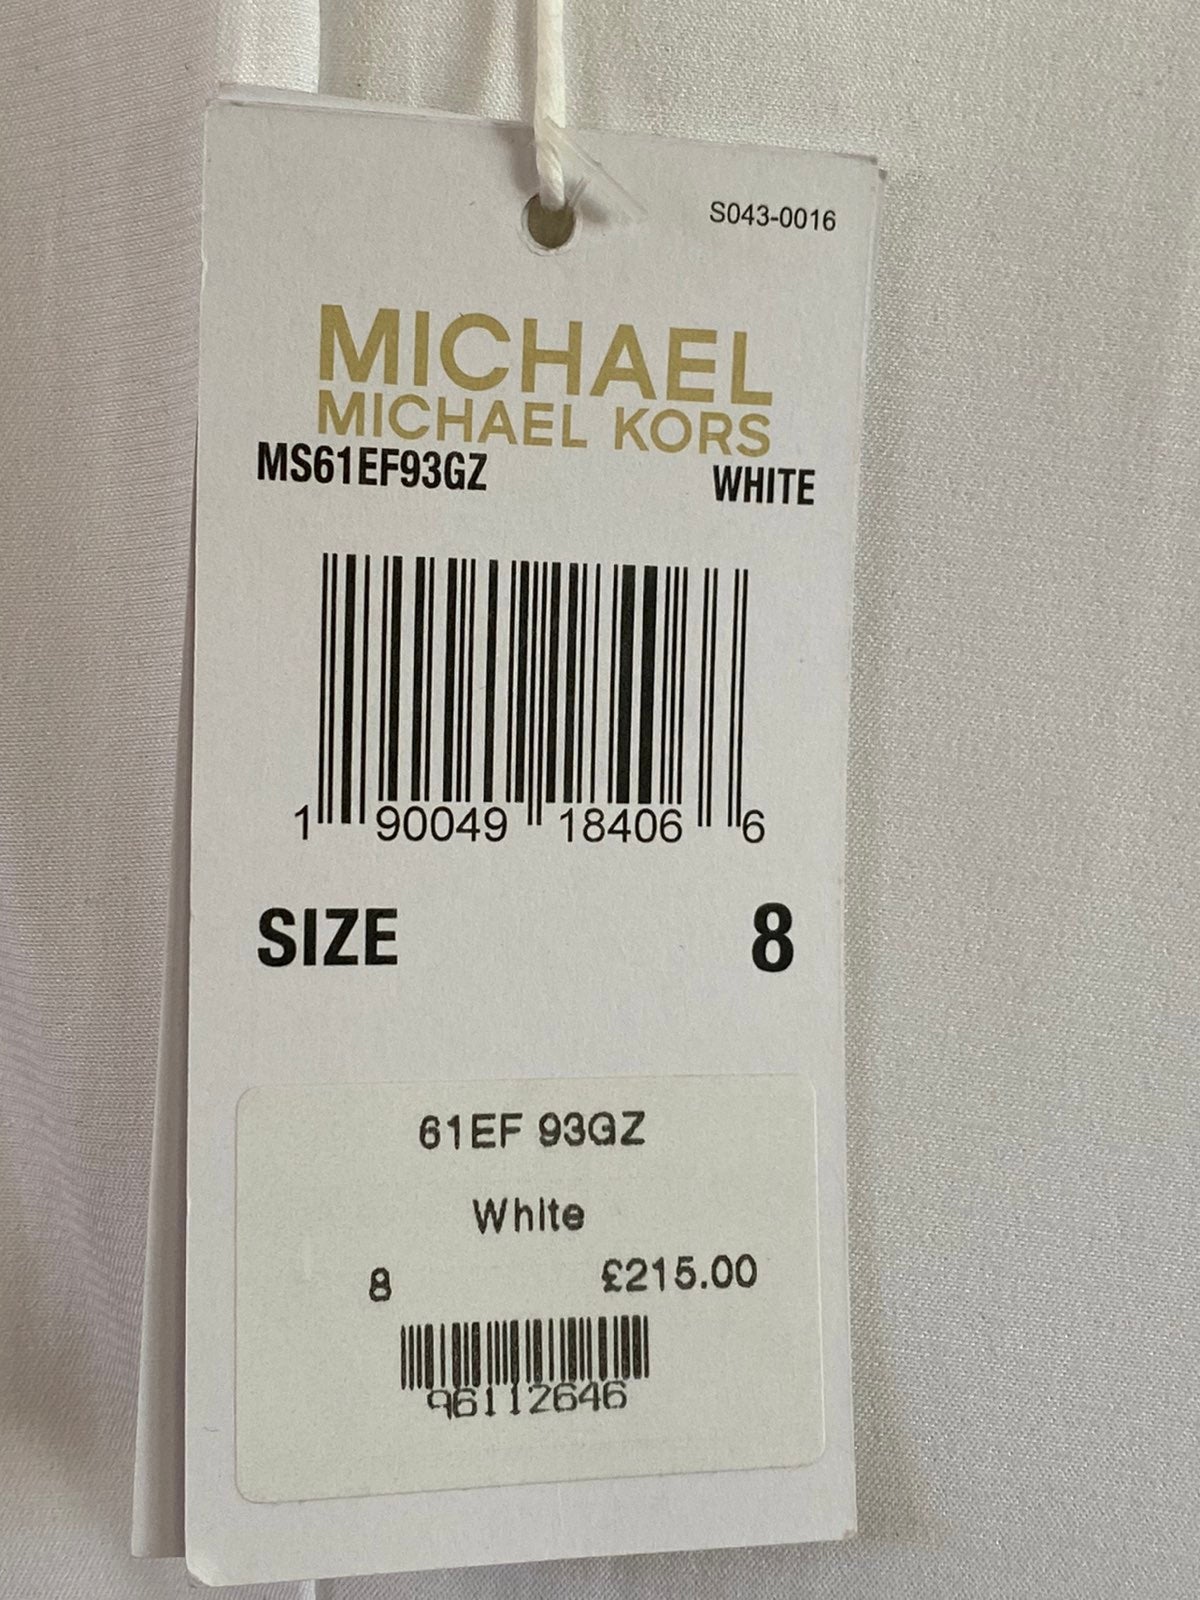 S043-0016
MICHAEL
MICHAEL KORS
MS61EF93GZ WHITE
1 90049 18406 6
SIZE 8
61EF 93GZ
White
8 £215.00
96112646